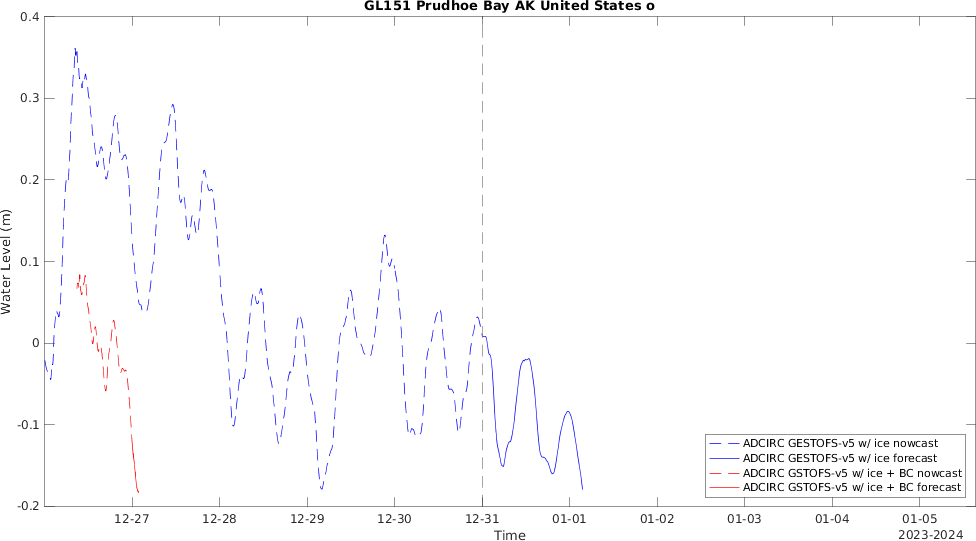 GL151 Prudhoe Bay AK United States o
0.4
0.3
0.2
0.1
0
-0.1
-0.2
Water Level (m)
12-27 12-28 12-29 12-30 12-31 01-01 01-02 01-03 01-04 01-05
Time
2023-2024
ADCIRC GESTOFS-v5 w/ ice nowcast
ADCIRC GESTOFS-v5 w/ ice forecast
ADCIRC GSTOFS-v5 w/ ice + BC nowcast
ADCIRC GSTOFS-v5 w/ ice + BC forecast